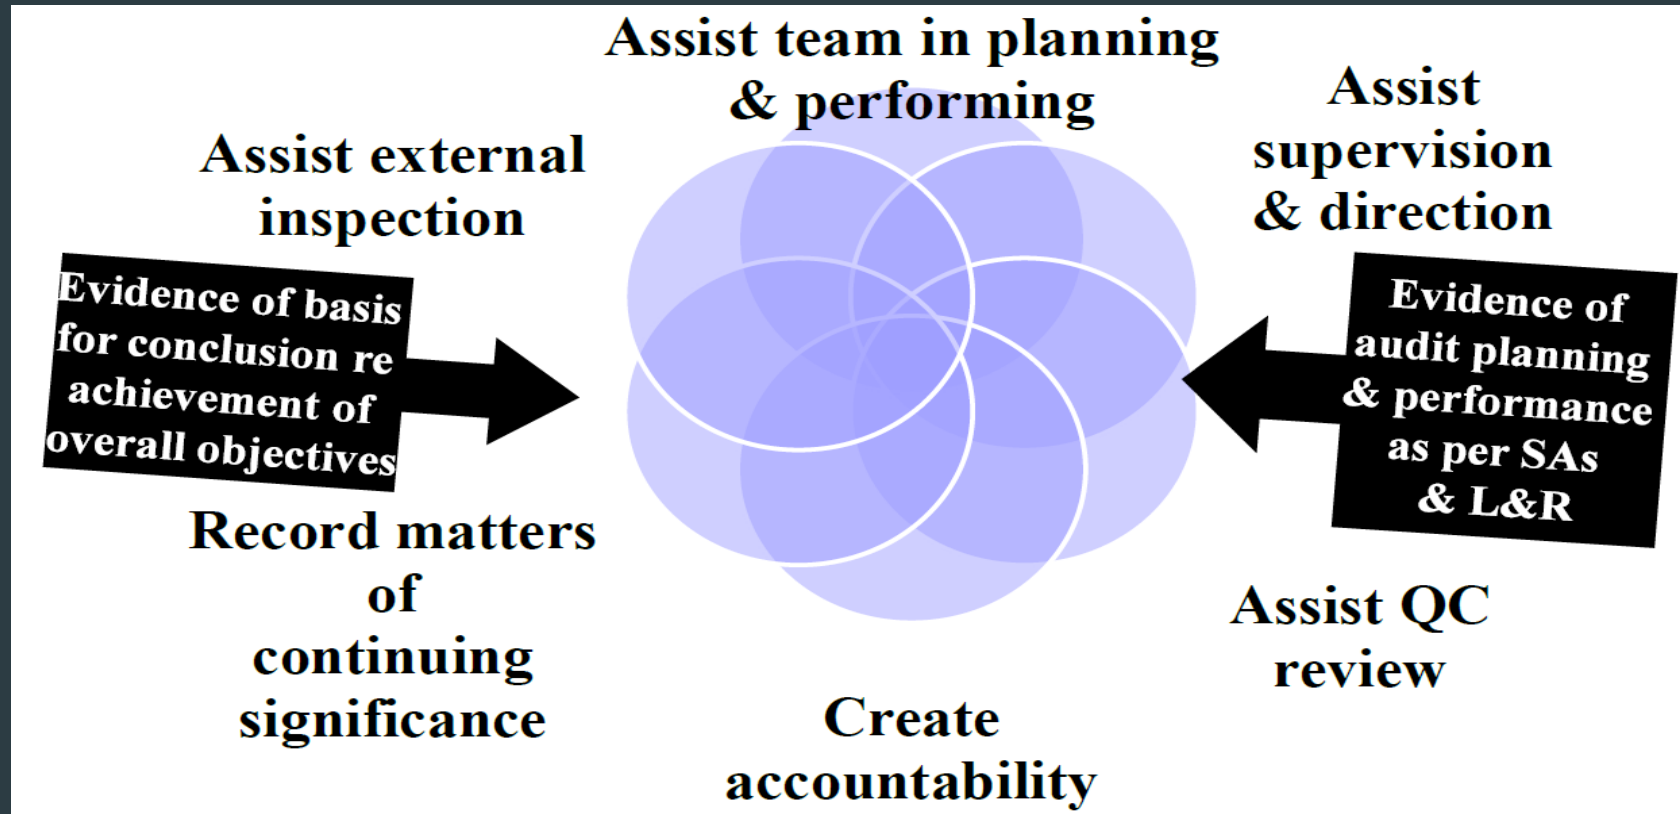 Assist team in planning
& performing
Assist
supervision
& direction
Assist external
inspection
Evidence of basis
for conclusion re
achievement of
overall objectives
Evidence of
audit planning
& performance
as per SAs
& L&R
Record matters
of
continuing
significance
Assist QC
review
Create
accountability